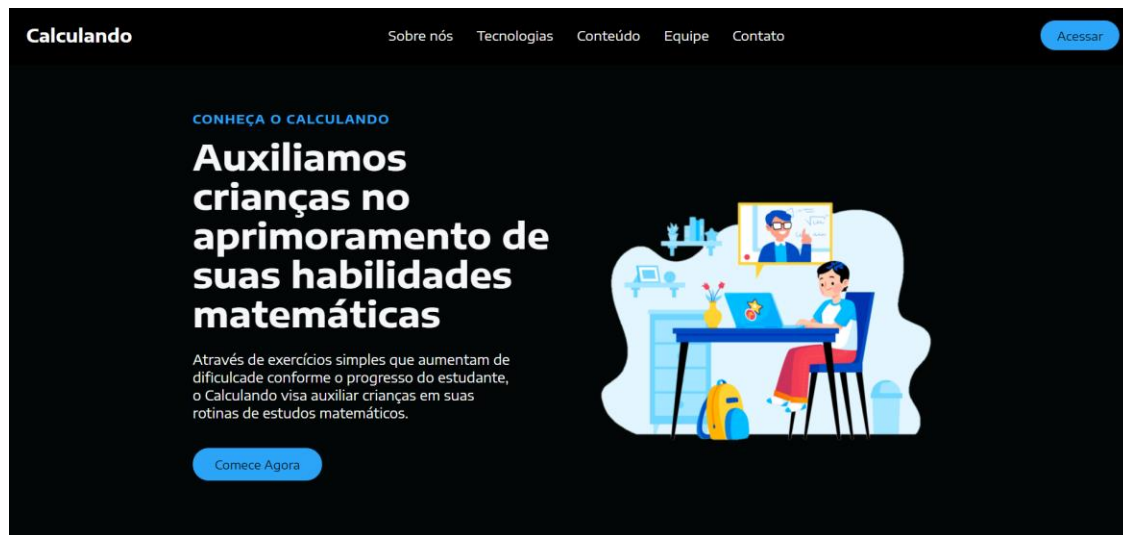 Calculando
Sobre nós Tecnologias Conteúdo Equipe Contato
Acessar
CONHEÇA O CALCULANDO
Auxiliamos
crianças no
aprimoramento de
suas habilidades
matemáticas
Através de exercícios simples que aumentam de
dificulcade conforme o progresso do estudante,
o Calculando visa auxiliar crianças em suas
rotinas de estudos matemáticos.
Comece Agora